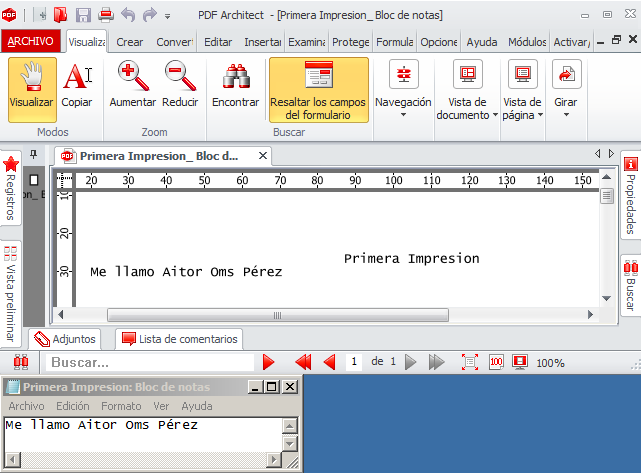 PDF Architect - [Primera Impresion_ Bloc de notas]
ARCHIVO Visualiza Crear Convert Editar Insertar Examina Protege Formula Opcione Ayuda Módulos Activar,
Visualizar Copiar Aumentar Reducir Encontrar Resaltar los campos del formulario Navegación Vista de documento Vista de página Girar
Modos Zoom Buscar
Primera Impresion_ Bloc d...
Registros
Vista preliminar
Propiedades
Buscar
20 30 40 50 60 70 80 90 100 110 120 130 140 150
10
20
30
Primera Impresion
Me llamo Aitor Oms Pérez
Adjuntos Lista de comentarios
Buscar... 1 de 1 100 100%
Primera Impresion: Bloc de notas
Archivo Edición Formato Ver Ayuda
Me llamo Aitor Oms Pérez